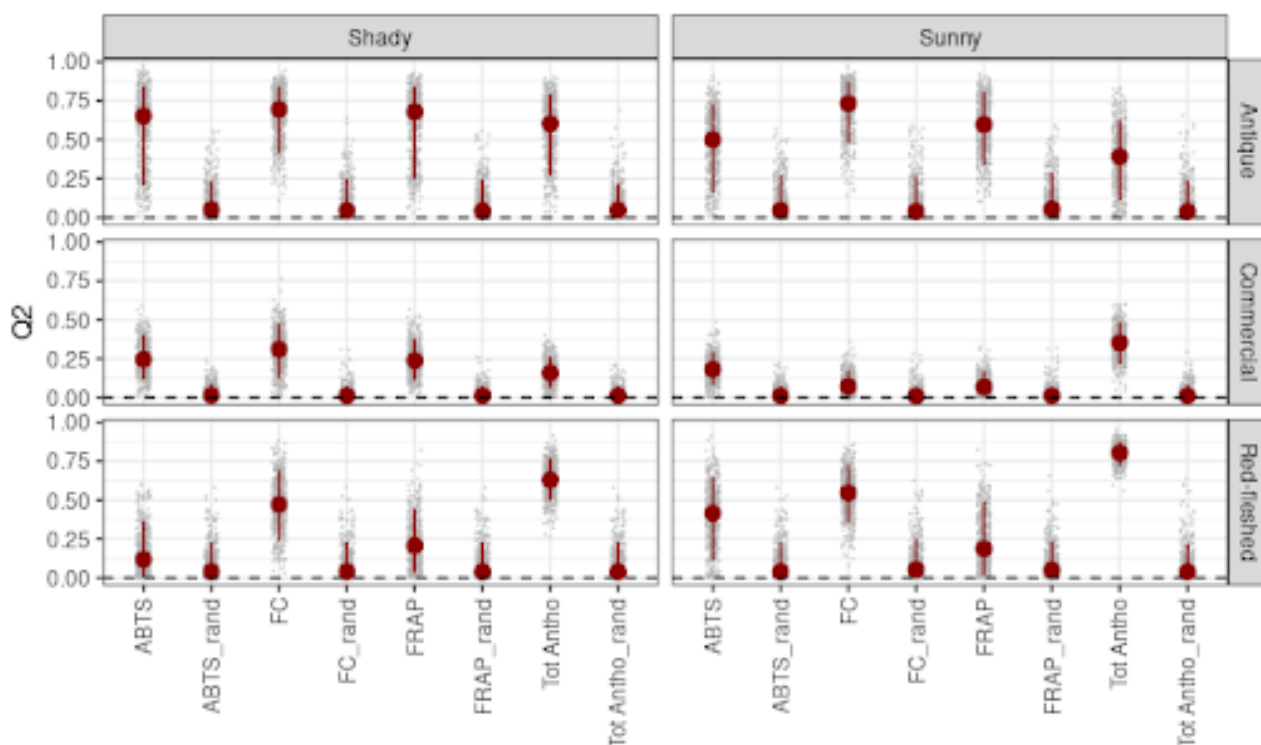 Shady
Sunny
Q2
1.00
0.75
0.50
0.25
0.00
Antique
1.00
0.75
0.50
0.25
0.00
Commercial
1.00
0.75
0.50
0.25
0.00
Red-fleshed
ABTS
ABTS_rand
FC
FC_rand
FRAP
FRAP_rand
Tot Antho
Tot Antho_rand
ABTS
ABTS_rand
FC
FC_rand
FRAP
FRAP_rand
Tot Antho
Tot Antho_rand